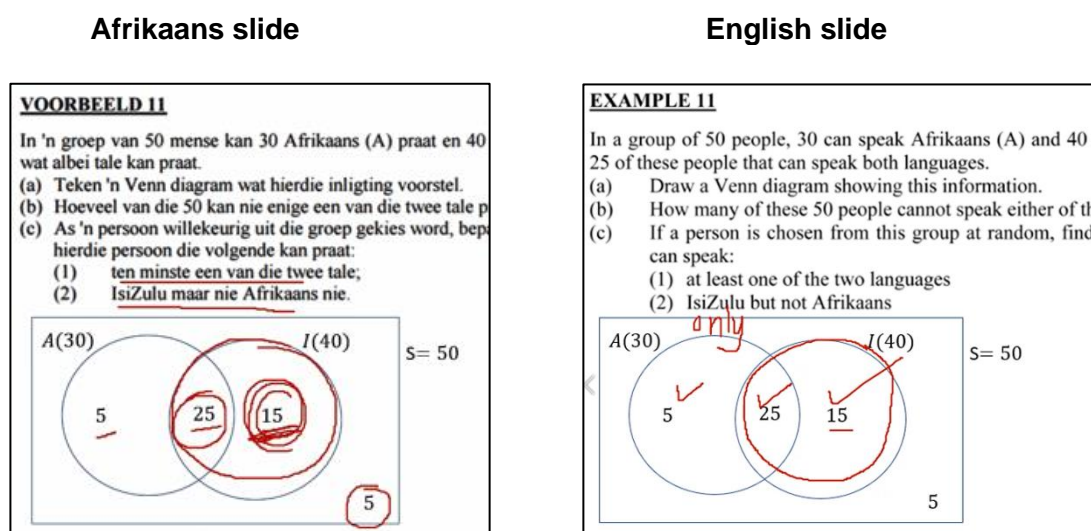 Afrikaans slide
VOORBEELD 11
In 'n groep van 50 mense kan 30 Afrikaans (A) praat en 40
wat albei tale kan praat.
(a) Teken 'n Venn diagram wat hierdie inligting voorstel.
(b) Hoeveel van die 50 kan nie enige een van die twee tale p
(c) As 'n persoon willekeurig uit die groep gekies word, bep
hierdie persoon die volgende kan praat:
(1) ten minste een van die twee tale;
(2) IsiZulu maar nie Afrikaans nie.
A(30) I(40)
S= 50
5 25 15
5
English slide
EXAMPLE 11
In a group of 50 people, 30 can speak Afrikaans (A) and 40
25 of these people that can speak both languages.
(a) Draw a Venn diagram showing this information.
(b) How many of these 50 people cannot speak either of th
(c) If a person is chosen from this group at random, find
can speak:
(1) at least one of the two languages
(2) IsiZulu but not Afrikaans
only
A(30) I(40)
S= 50
5 25 15
5